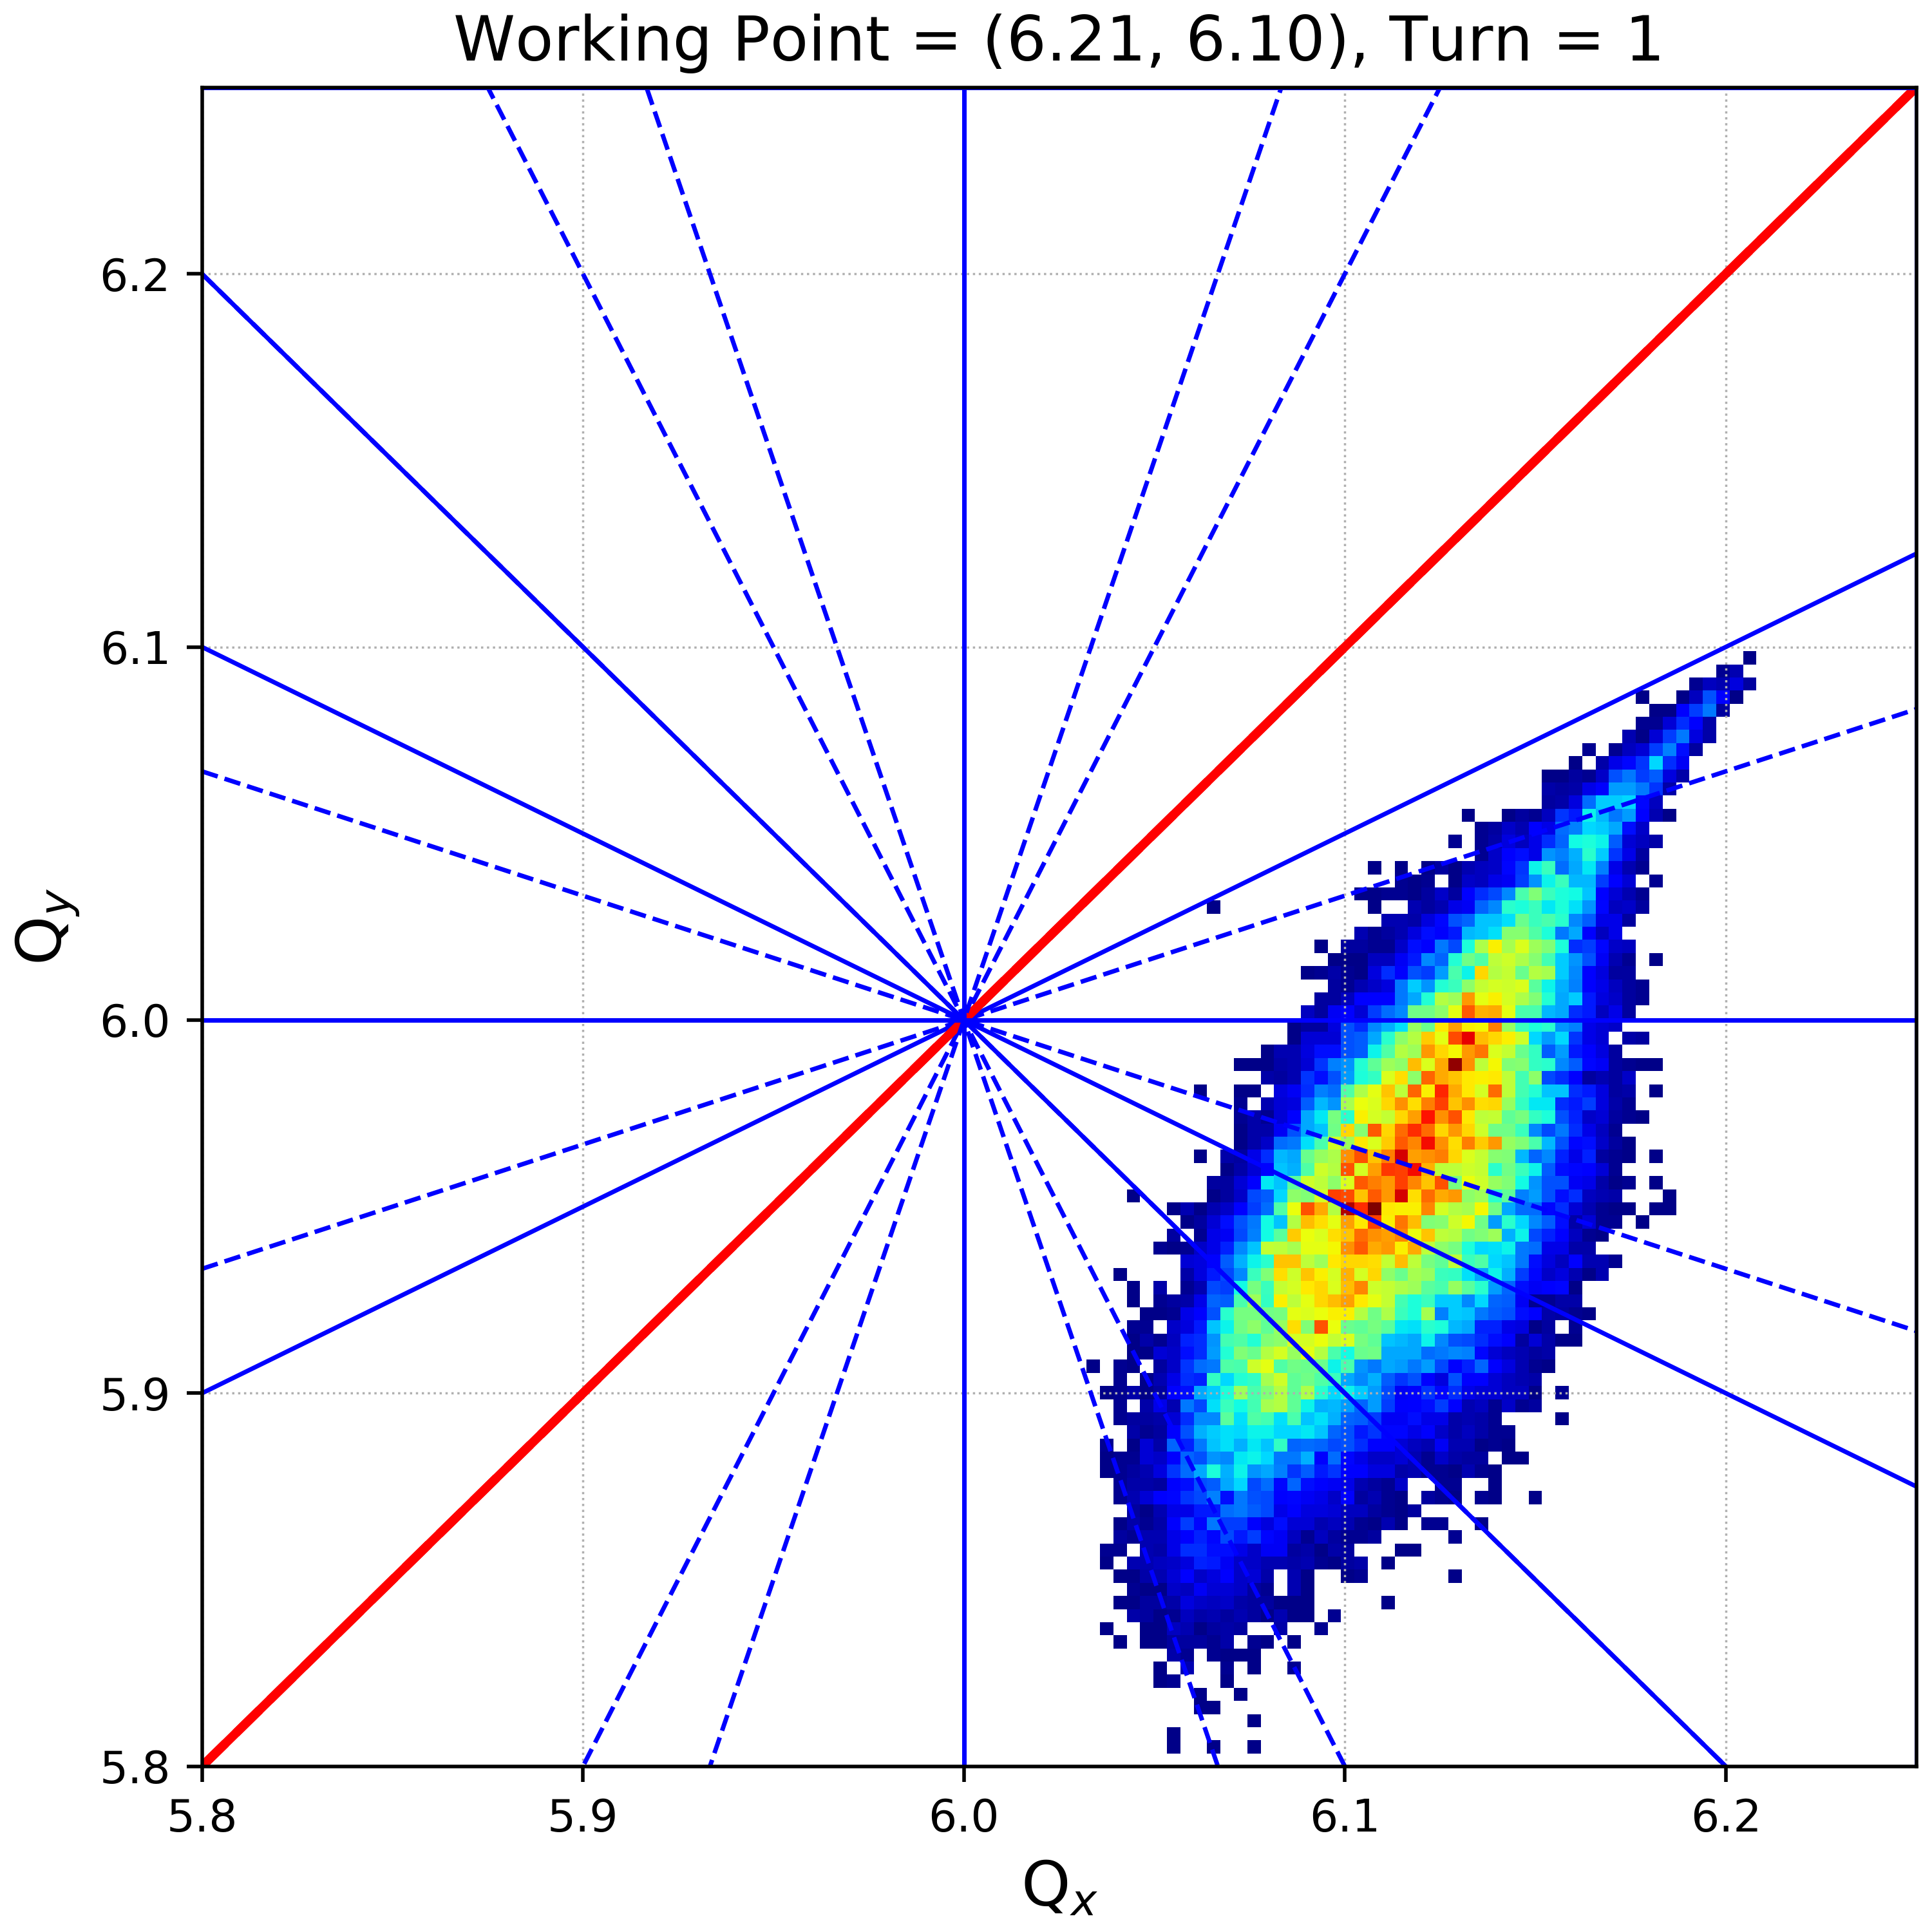 Working Point = (6.21, 6.10), Turn = 1
6.2
6.1
6.0
5.9
5.8
Qy
5.8 5.9 6.0 6.1 6.2
Qx